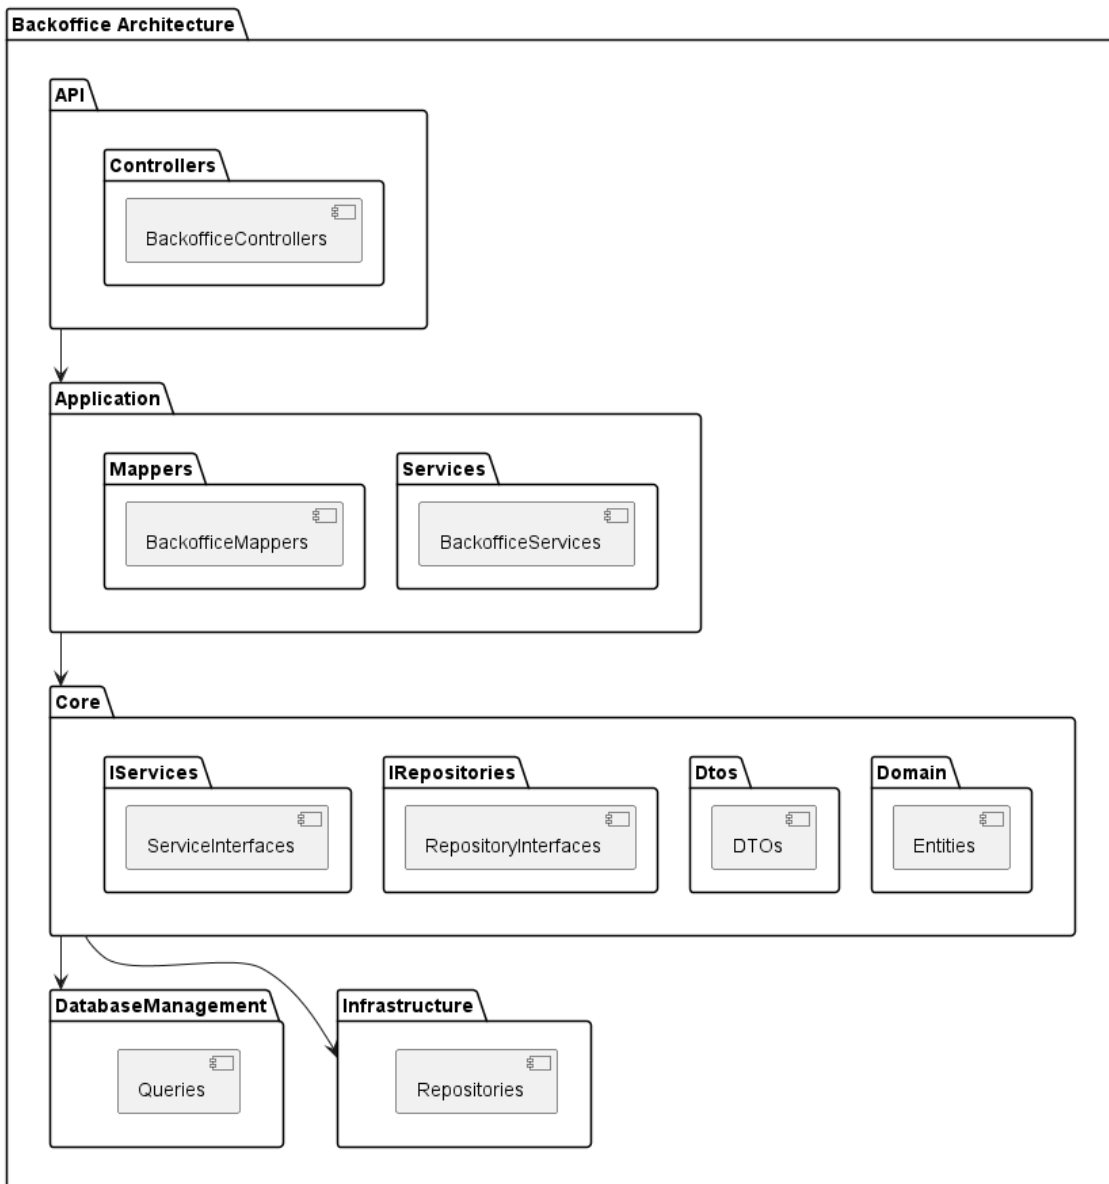 Backoffice Architecture
API
Controllers
BackofficeControllers
Application
Mappers
Services
BackofficeMappers
BackofficeServices
Core
IServices
IRepositories
Dtos
Domain
ServiceInterfaces
RepositoryInterfaces
DTOs
Entities
DatabaseManagement
Infrastructure
Queries
Repositories